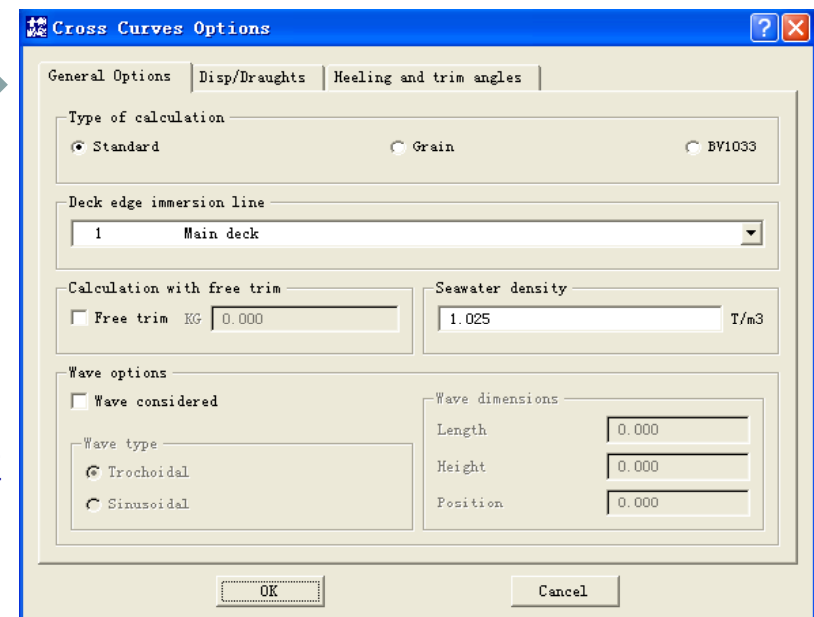 Cross Curves Options
General Options Disp/Draughts Heeling and trim angles
Type of calculation
Standard Grain BV1033
Deck edge immersion line
1 Main deck
Calculation with free trim Seawater density
Free trim KG 0.000 1.025 T/m3
Wave options
Wave considered Wave dimensions
Length 0.000
Wave type
Trochoidal Height 0.000
Sinusoidal Position 0.000
OK Cancel